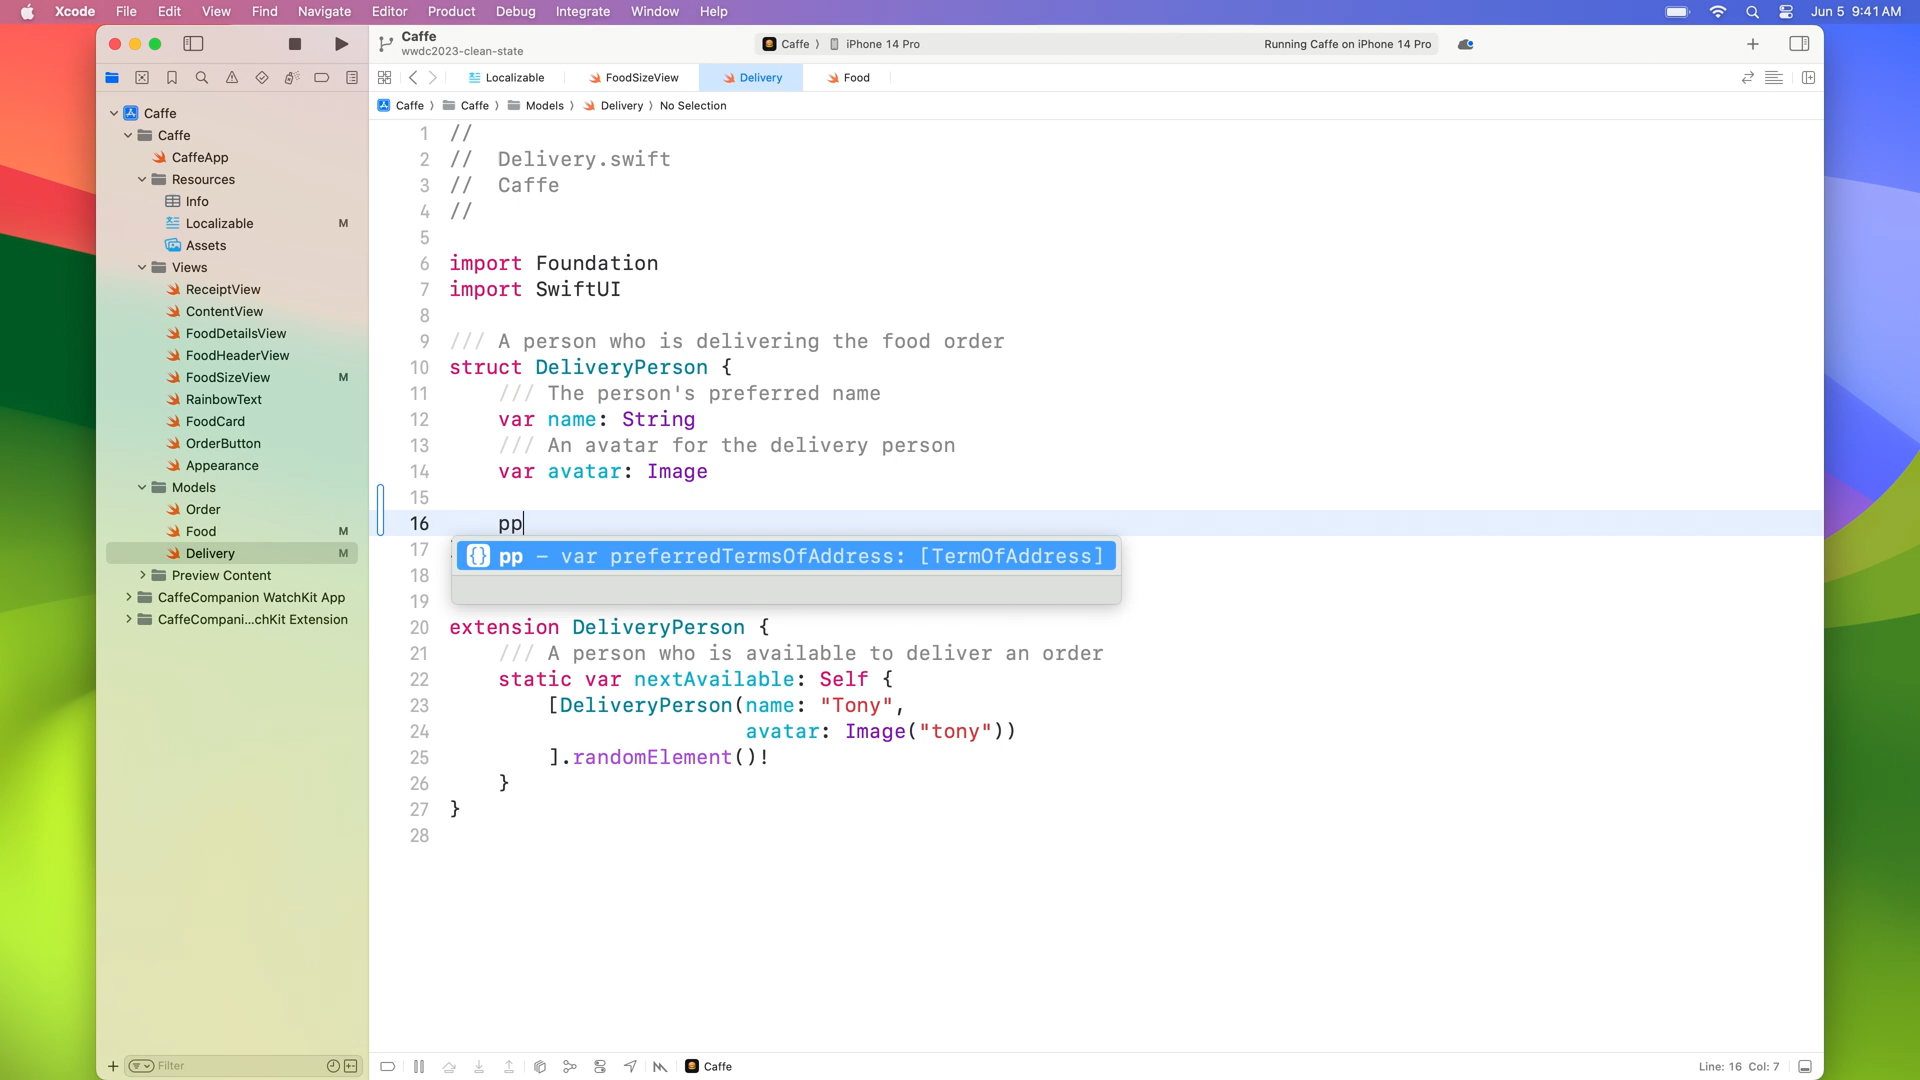 Xcode File Edit View Find Navigate Editor Product Debug Integrate Window Help Jun 5 9:41 AM
Caffe
wwdc2023-clean-state
Caffe 〉 iPhone 14 Pro
Running Caffe on iPhone 14 Pro
Localizable FoodSizeView Delivery Food
Caffe 〉 Caffe 〉 Models 〉 Delivery 〉 No Selection
Caffe
Caffe
CaffeApp
Resources
Info
Localizable M
Assets
Views
ReceiptView
ContentView
FoodDetailsView
FoodHeaderView
FoodSizeView M
RainbowText
FoodCard
OrderButton
Appearance
Models
Order
Food M
Delivery M
Preview Content
CaffeCompanion WatchKit App
CaffeCompani...chKit Extension
Filter
1 //
2 // Delivery.swift
3 // Caffe
4 //
5
6 import Foundation
7 import SwiftUI
8
9 /// A person who is delivering the food order
10 struct DeliveryPerson {
11 /// The person's preferred name
12 var name: String
13 /// An avatar for the delivery person
14 var avatar: Image
15
16 pp
17
{} pp – var preferredTermsOfAddress: [TermOfAddress]
18
19
20 extension DeliveryPerson {
21 /// A person who is available to deliver an order
22 static var nextAvailable: Self {
23 [DeliveryPerson(name: "Tony",
24 avatar: Image("tony"))
25 ].randomElement()!
26 }
27 }
28
Caffe
Line: 16 Col: 7